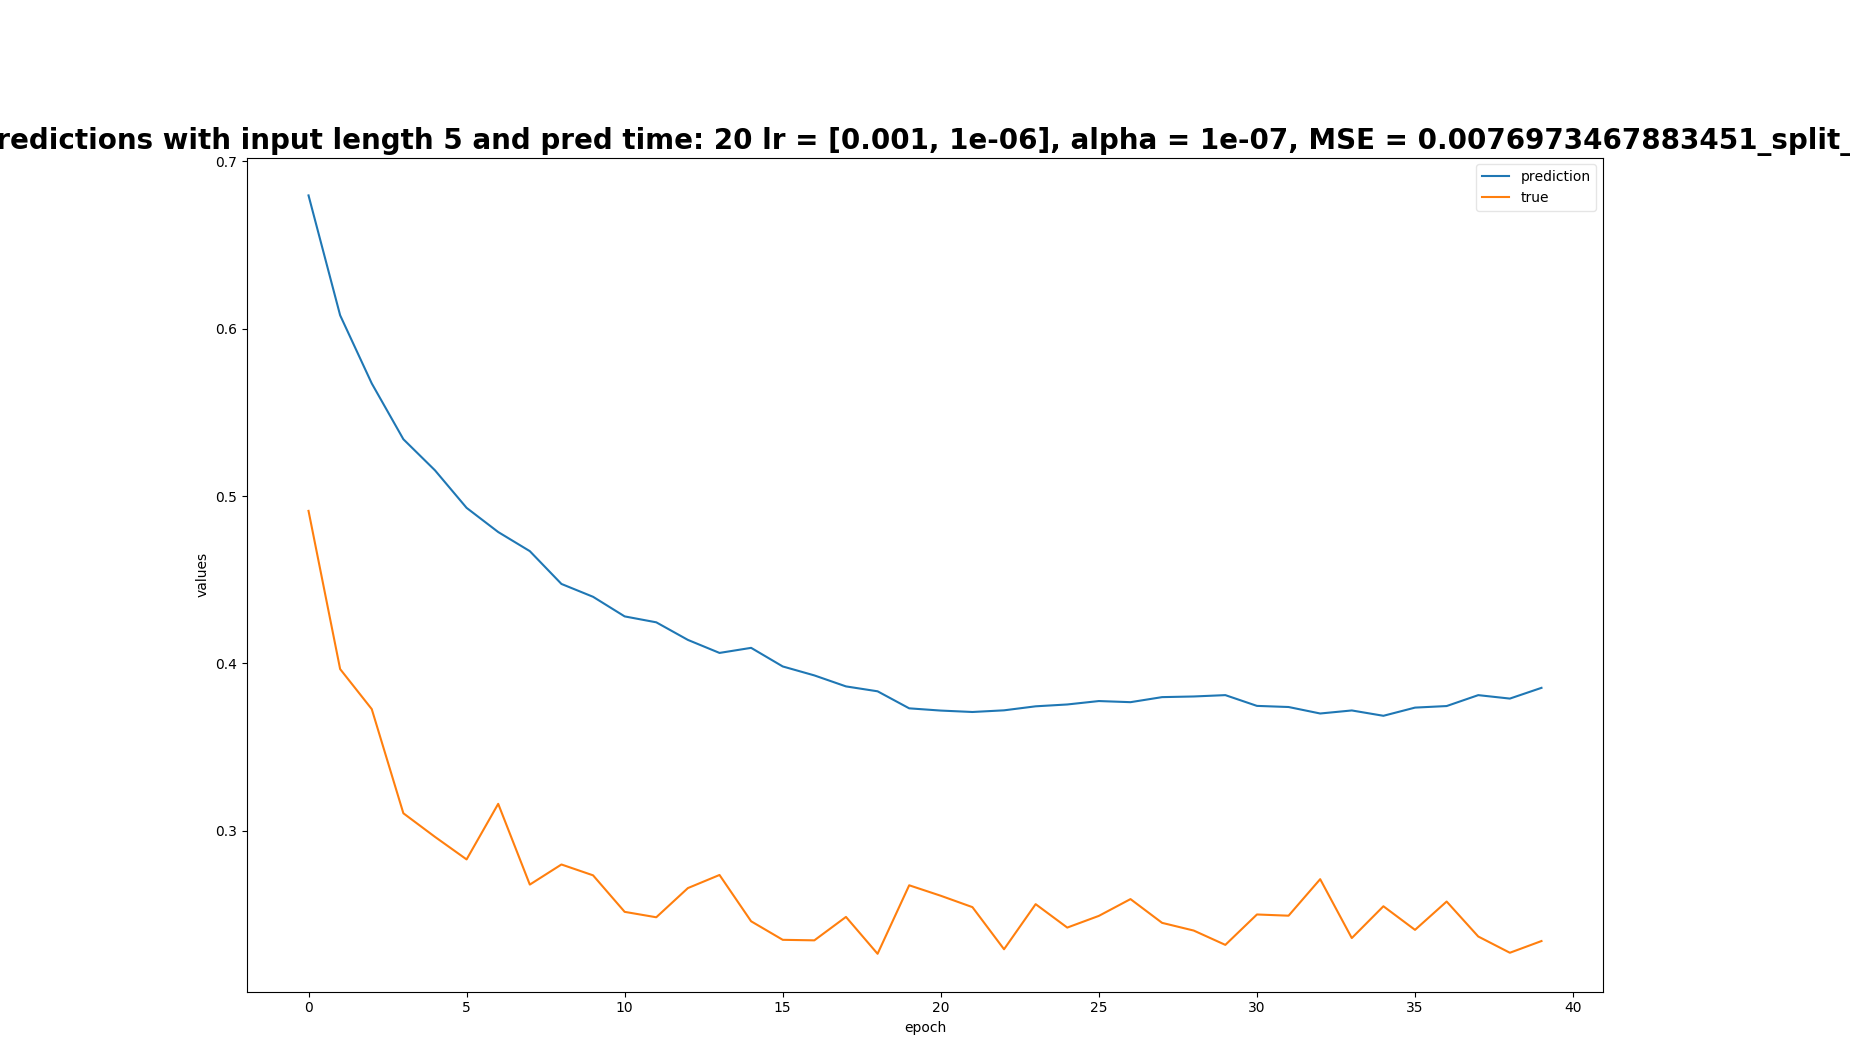 redictions with input length 5 and pred time: 20 lr = [0.001, 1e-06], alpha = 1e-07, MSE = 0.0076973467883451_split_
prediction
true
0.7
0.6
0.5
0.4
0.3
values
0 5 10 15 20 25 30 35 40
epoch